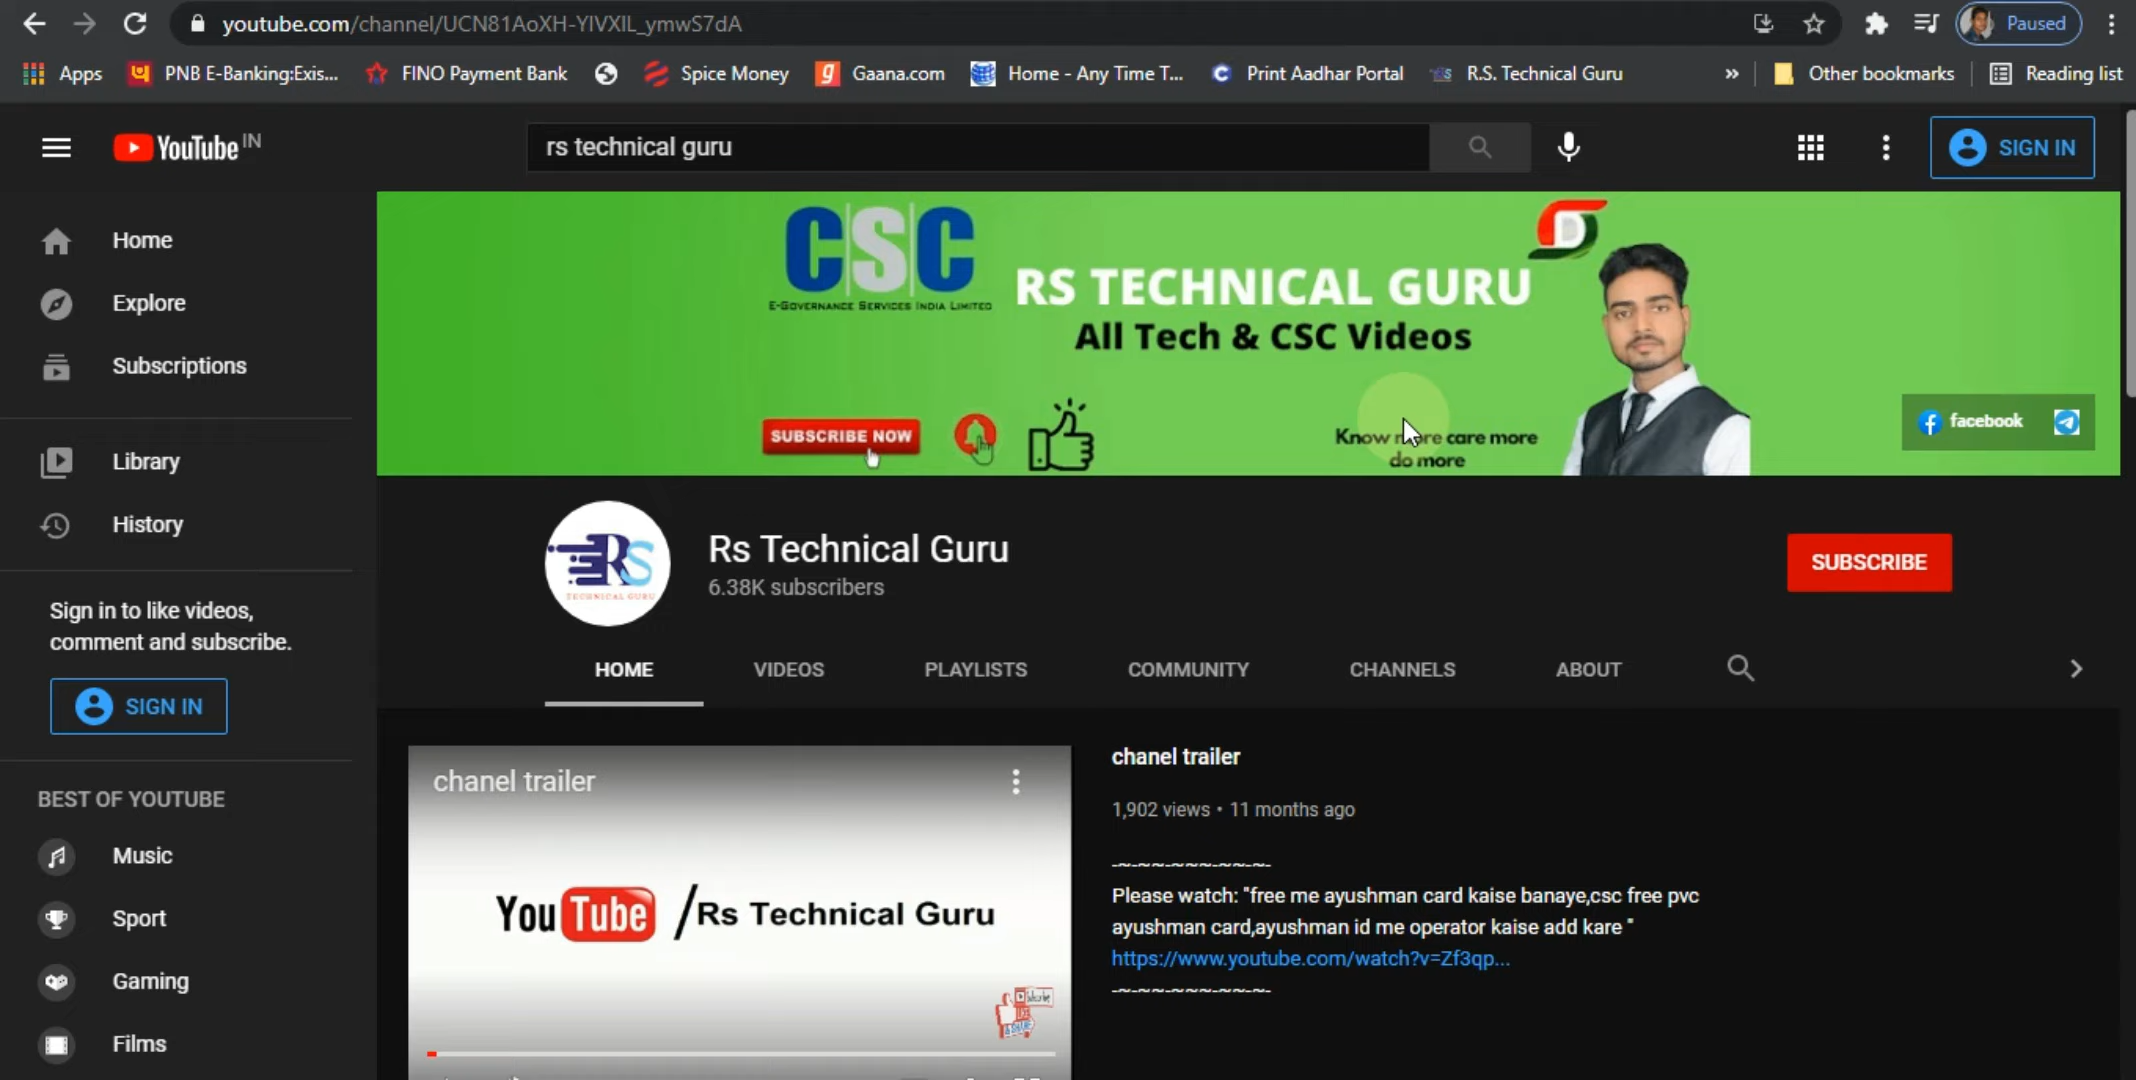 youtube.com/channel/UCN81AoXH-YIVXIL_ymwS7dA
Paused
Apps
PNB E-Banking:Exis...
FINO Payment Bank
Spice Money
Gaana.com
Home - Any Time T...
Print Aadhar Portal
R.S. Technical Guru
»
Other bookmarks
Reading list
YouTube IN
rs technical guru
SIGN IN
Home
Explore
Subscriptions
Library
History
Sign in to like videos,
comment and subscribe.
SIGN IN
BEST OF YOUTUBE
Music
Sport
Gaming
Films
CSC
E-Governance Services India Limited
RS TECHNICAL GURU
All Tech & CSC Videos
SUBSCRIBE NOW
Know more care more
do more
facebook
RS
TECHNICAL GURU
Rs Technical Guru
6.38K subscribers
SUBSCRIBE
HOME
VIDEOS
PLAYLISTS
COMMUNITY
CHANNELS
ABOUT
chanel trailer
YouTube /Rs Technical Guru
Subscribe
chanel trailer
1,902 views • 11 months ago
-~-~~-~~~-~~-~-
Please watch: "free me ayushman card kaise banaye,csc free pvc
ayushman card,ayushman id me operator kaise add kare "
https://www.youtube.com/watch?v=Zf3qp...
-~-~~-~~~-~~-~-